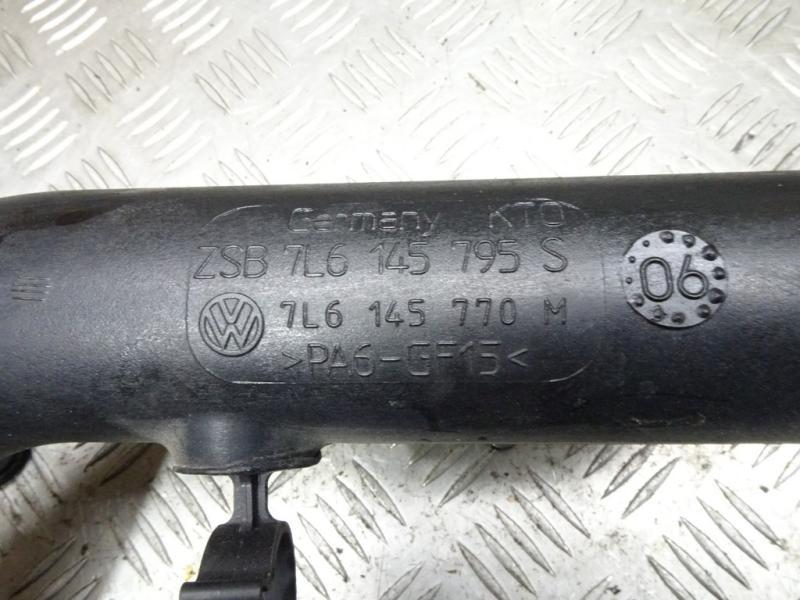 Germany KTO
ZSB 7L6 145 795 S
7L6 145 770 M
>PA6-GF15<
06